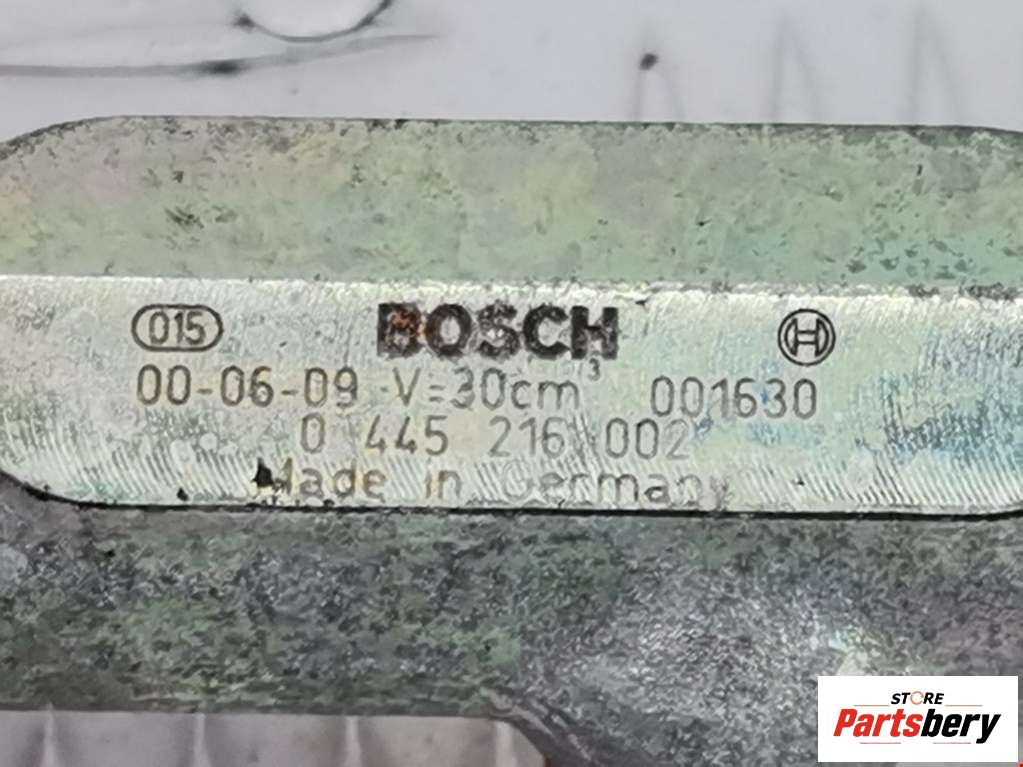 015 BOSCH H
00-06-09 V=30cm³ 001630
0 445 216 002
Made in Germany
STORE
Partsbery